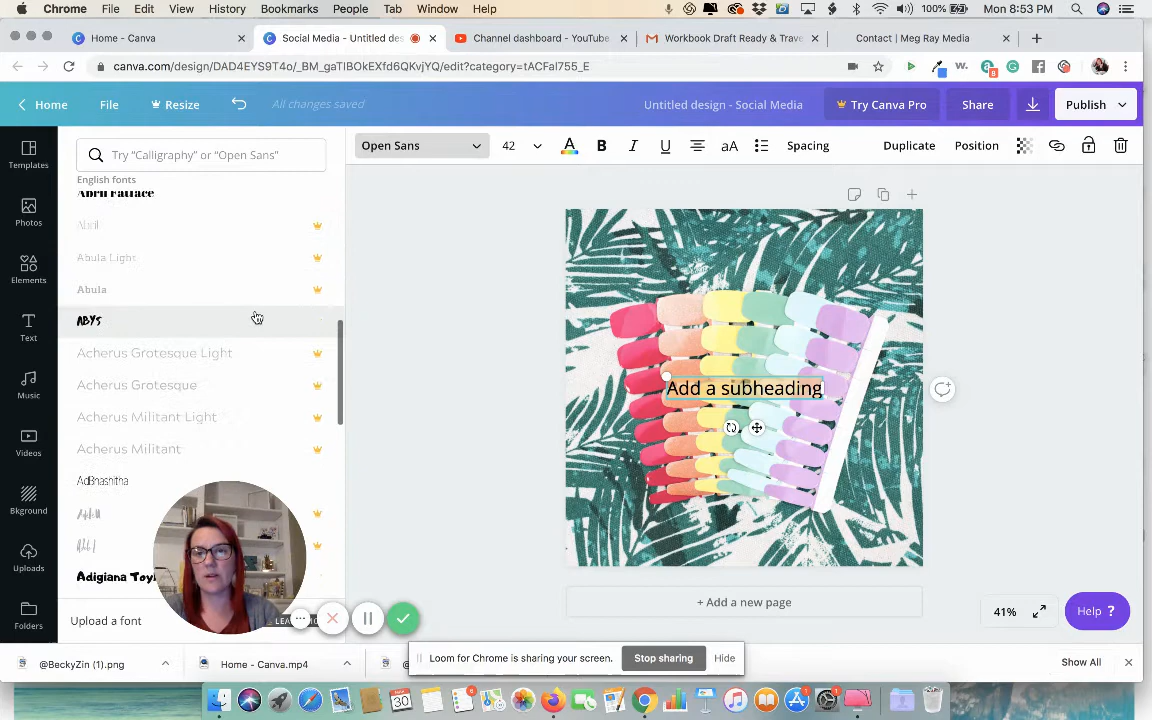 Chrome File Edit View History Bookmarks People Tab Window Help 100% Mon 8:53 PM
Home - Canva Social Media - Untitled des Channel dashboard - YouTube Workbook Draft Ready & Trave Contact | Meg Ray Media
canva.com/design/DAD4EYS9T4o/_BM_gaTIBOkEXfd6QKvjYQ/edit?category=tACFal755_E
Home File Resize All changes saved Untitled design - Social Media Try Canva Pro Share Publish
Try “Calligraphy” or “Open Sans” Open Sans 42 A B I U aA Spacing Duplicate Position
English fonts
Templates
Abril Fatface
Abril
Photos
Abula Light
Abula
Elements
ABYS
Text
Acherus Grotesque Light
Acherus Grotesque
Add a subheading
Music
Acherus Militant Light
Acherus Militant
Videos
AdBhashitha
Bkground
Uploads
Folders
Upload a font
+ Add a new page
41%
Help ?
@BeckyZin (1).png Home - Canva.mp4
Loom for Chrome is sharing your screen. Stop sharing Hide
Show All